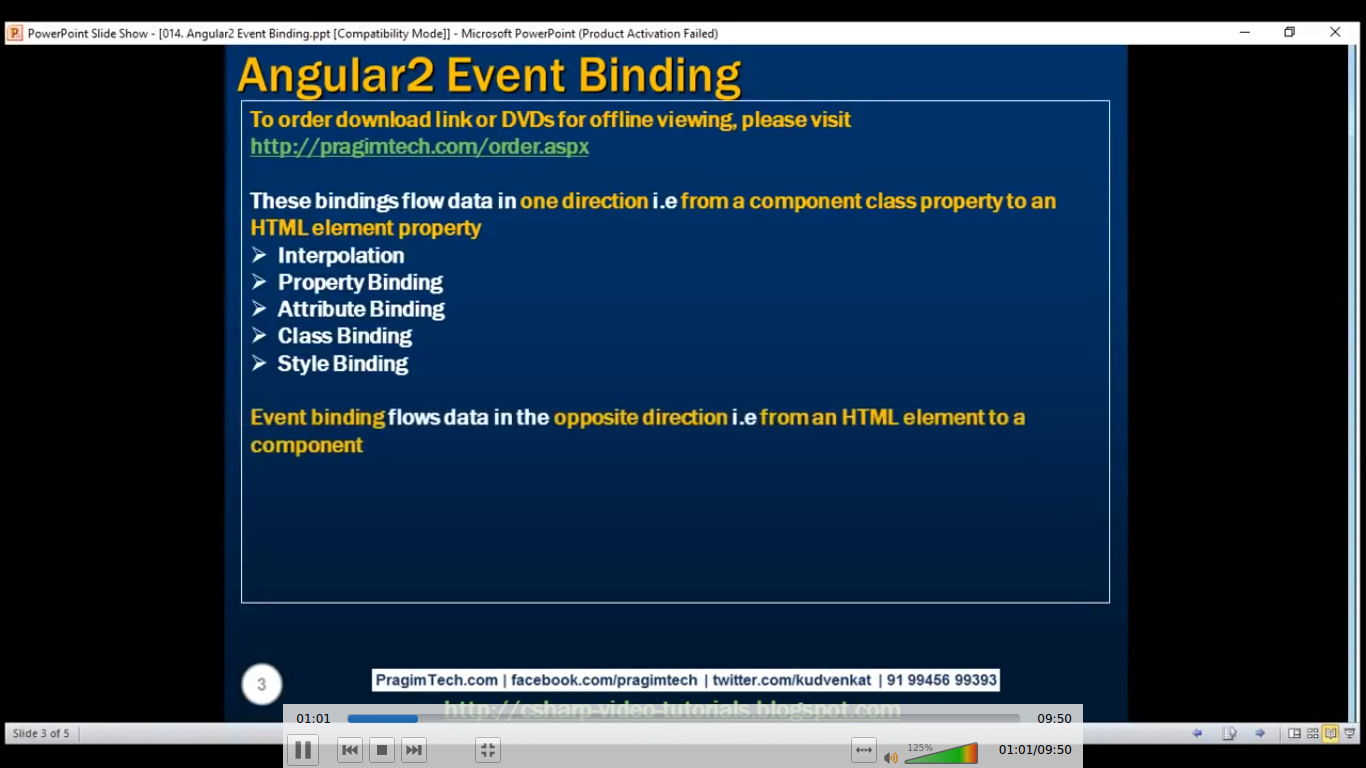 PowerPoint Slide Show - [014. Angular2 Event Binding.ppt [Compatibility Mode]] - Microsoft PowerPoint (Product Activation Failed)
Angular2 Event Binding
To order download link or DVDs for offline viewing, please visit
http://pragimtech.com/order.aspx
These bindings flow data in one direction i.e from a component class property to an
HTML element property
Interpolation
Property Binding
Attribute Binding
Class Binding
Style Binding
Event binding flows data in the opposite direction i.e from an HTML element to a
component
3
PragimTech.com | facebook.com/pragimtech | twitter.com/kudvenkat | 91 99456 99393
http://csharp-video-tutorials.blogspot.com
01:01 09:50
Slide 3 of 5
125%
01:01/09:50